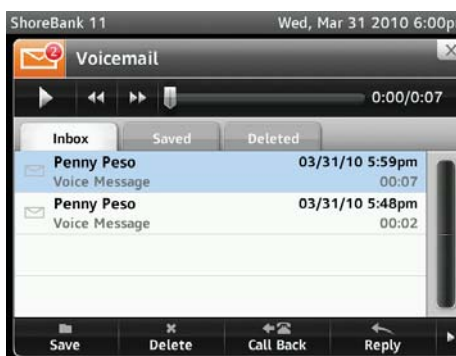 ShoreBank 11 Wed, Mar 31 2010 6:00p
2 Voicemail
0:00/0:07
Inbox Saved Deleted
Penny Peso 03/31/10 5:59pm
Voice Message 00:07
Penny Peso 03/31/10 5:48pm
Voice Message 00:02
Save Delete Call Back Reply